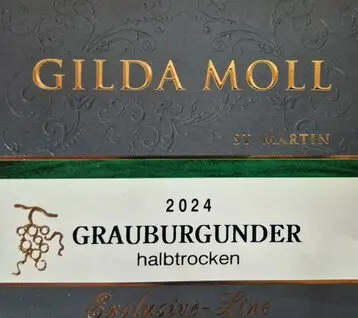 GILDA MOLL
ST. MARTIN
2024
GRAUBURGUNDER
halbtrocken
Exclusive-Line